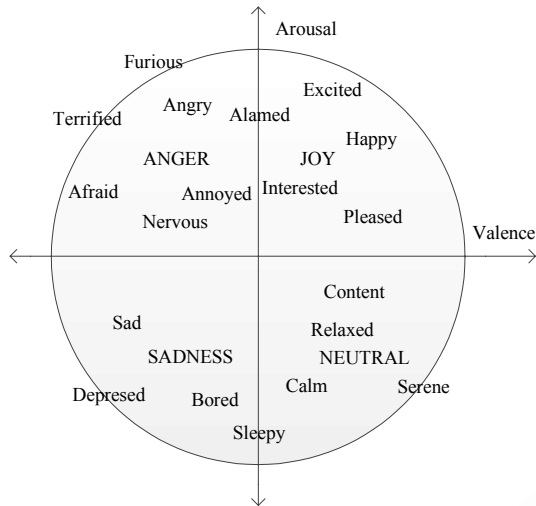 Arousal
Furious
Excited
Angry
Alamed
Terrified
Happy
ANGER
JOY
Afraid
Annoyed
Interested
Nervous
Pleased
Valence
Content
Sad
Relaxed
SADNESS
NEUTRAL
Calm
Serene
Depresed
Bored
Sleepy